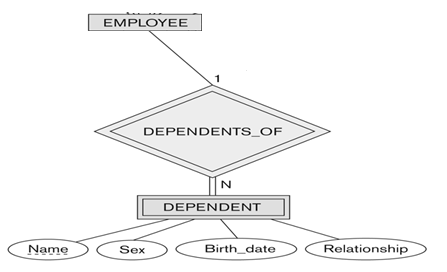 EMPLOYEE
1
DEPENDENTS_OF
N
DEPENDENT
Name
Sex
Birth_date
Relationship